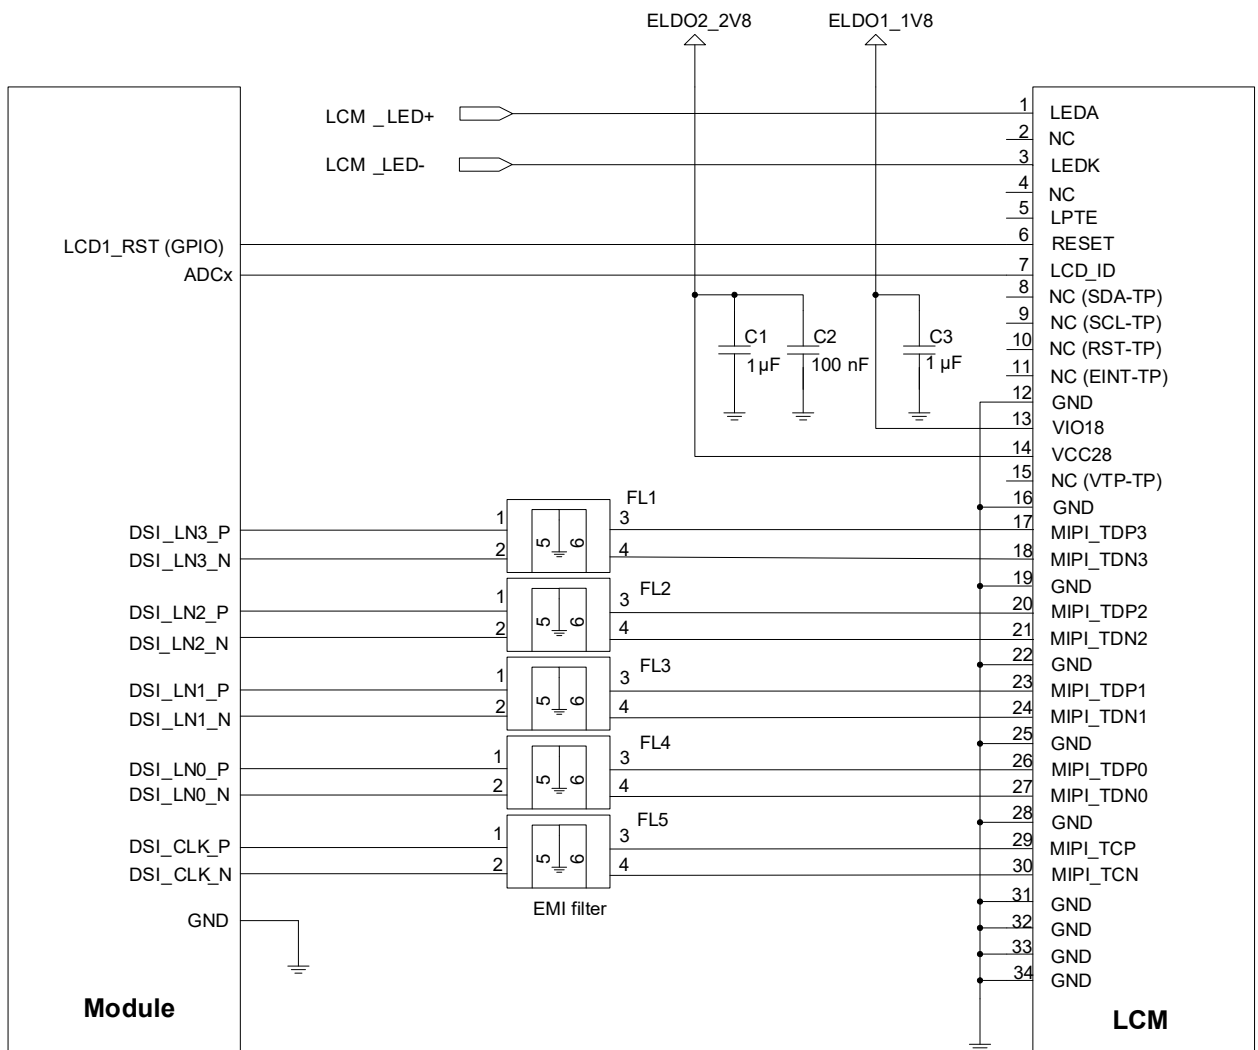 ELDO2_2V8
ELDO1_1V8
LCM _LED+
LCM _LED-
LCD1_RST (GPIO)
ADCx
1 LEDA
2 NC
3 LEDK
4 NC
5 LPTE
6 RESET
7 LCD_ID
8 NC (SDA-TP)
9 NC (SCL-TP)
10 NC (RST-TP)
11 NC (EINT-TP)
12 GND
13 VIO18
14 VCC28
15 NC (VTP-TP)
16 GND
17 MIPI_TDP3
18 MIPI_TDN3
19 GND
20 MIPI_TDP2
21 MIPI_TDN2
22 GND
23 MIPI_TDP1
24 MIPI_TDN1
25 GND
26 MIPI_TDP0
27 MIPI_TDN0
28 GND
29 MIPI_TCP
30 MIPI_TCN
31 GND
32 GND
33 GND
34 GND
C1
1 µF
C2
100 nF
C3
1 µF
FL1
DSI_LN3_P 1 3
DSI_LN3_N 2 4
5 6
FL2
DSI_LN2_P 1 3
DSI_LN2_N 2 4
5 6
FL3
DSI_LN1_P 1 3
DSI_LN1_N 2 4
5 6
FL4
DSI_LN0_P 1 3
DSI_LN0_N 2 4
5 6
FL5
DSI_CLK_P 1 3
DSI_CLK_N 2 4
5 6
EMI filter
GND
Module
LCM